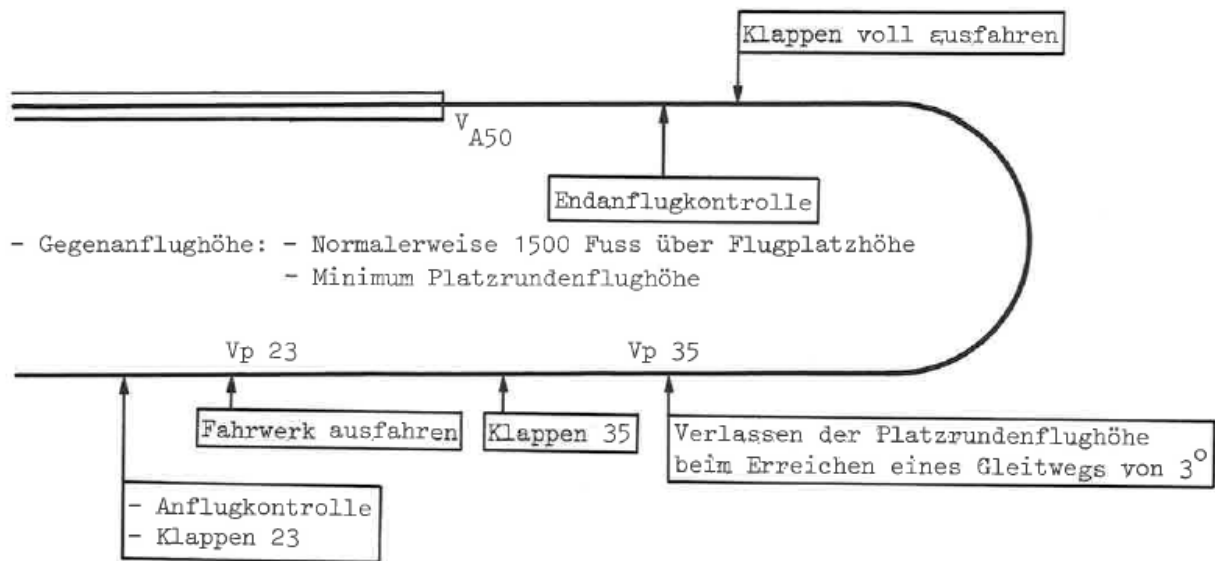 Klappen voll ausfahren
V
A50
Endanflugkontrolle
- Gegenanflughöhe: - Normalerweise 1500 Fuss über Flugplatzhöhe
- Minimum Platzrundenflughöhe
Vp 23
Vp 35
Fahrwerk ausfahren
Klappen 35
Verlassen der Platzrundenflughöhe
beim Erreichen eines Gleitwegs von 3°
- Anflugkontrolle
- Klappen 23